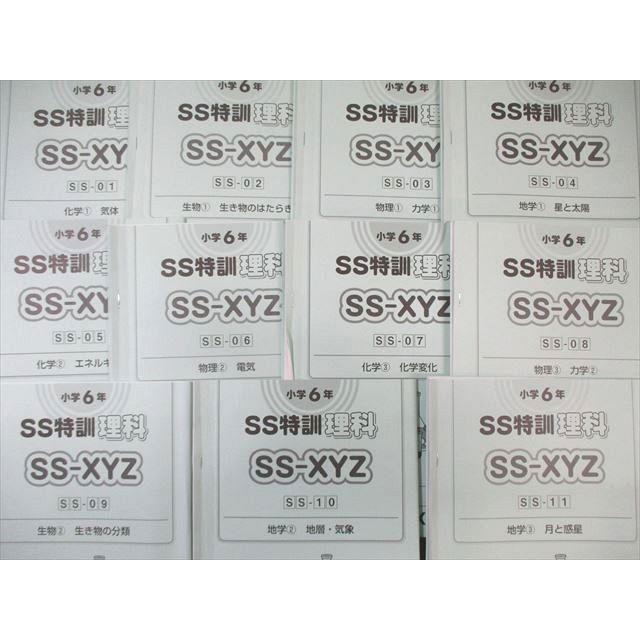 小学6年
SS特訓理科
SS-XY
SS-01
化学① 気体
小学6年
SS特訓理科
SS-XYZ
SS-02
生物① 生き物のはたらき
小学6年
SS特訓理科
SS-XYZ
SS-03
物理① 力学①
小学6年
SS特訓理科
SS-XYZ
SS-04
地学① 星と太陽
小学6年
SS特訓理科
SS-XY
SS-05
化学② エネルギ
小学6年
SS特訓理科
SS-XYZ
SS-06
物理② 電気
小学6年
SS特訓理科
SS-XYZ
SS-07
化学③ 化学変化
小学6年
SS特訓理科
SS-XYZ
SS-08
物理③ 力学②
小学6年
SS特訓理科
SS-XYZ
SS-09
生物② 生き物の分類
小学6年
SS特訓理科
SS-XYZ
SS-10
地学② 地層・気象
小学6年
SS特訓理科
SS-XYZ
SS-11
地学③ 月と惑星